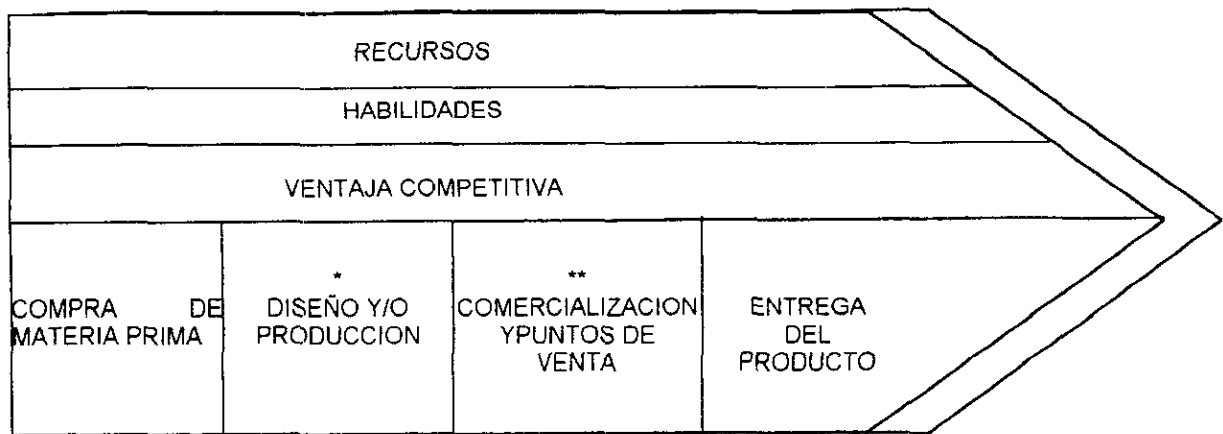 RECURSOS
HABILIDADES
VENTAJA COMPETITIVA
COMPRA DE
MATERIA PRIMA
*
DISEÑO Y/O
PRODUCCION
**
COMERCIALIZACION
YPUNTOS DE
VENTA
ENTREGA
DEL
PRODUCTO